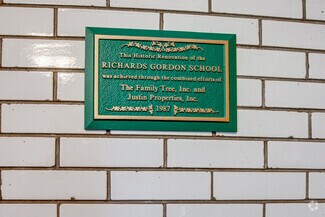 This Historic Renovation of the
RICHARDS GORDON SCHOOL
was achieved through the combined efforts of
The Family Tree, Inc. and
Justin Properties, Inc.
1987